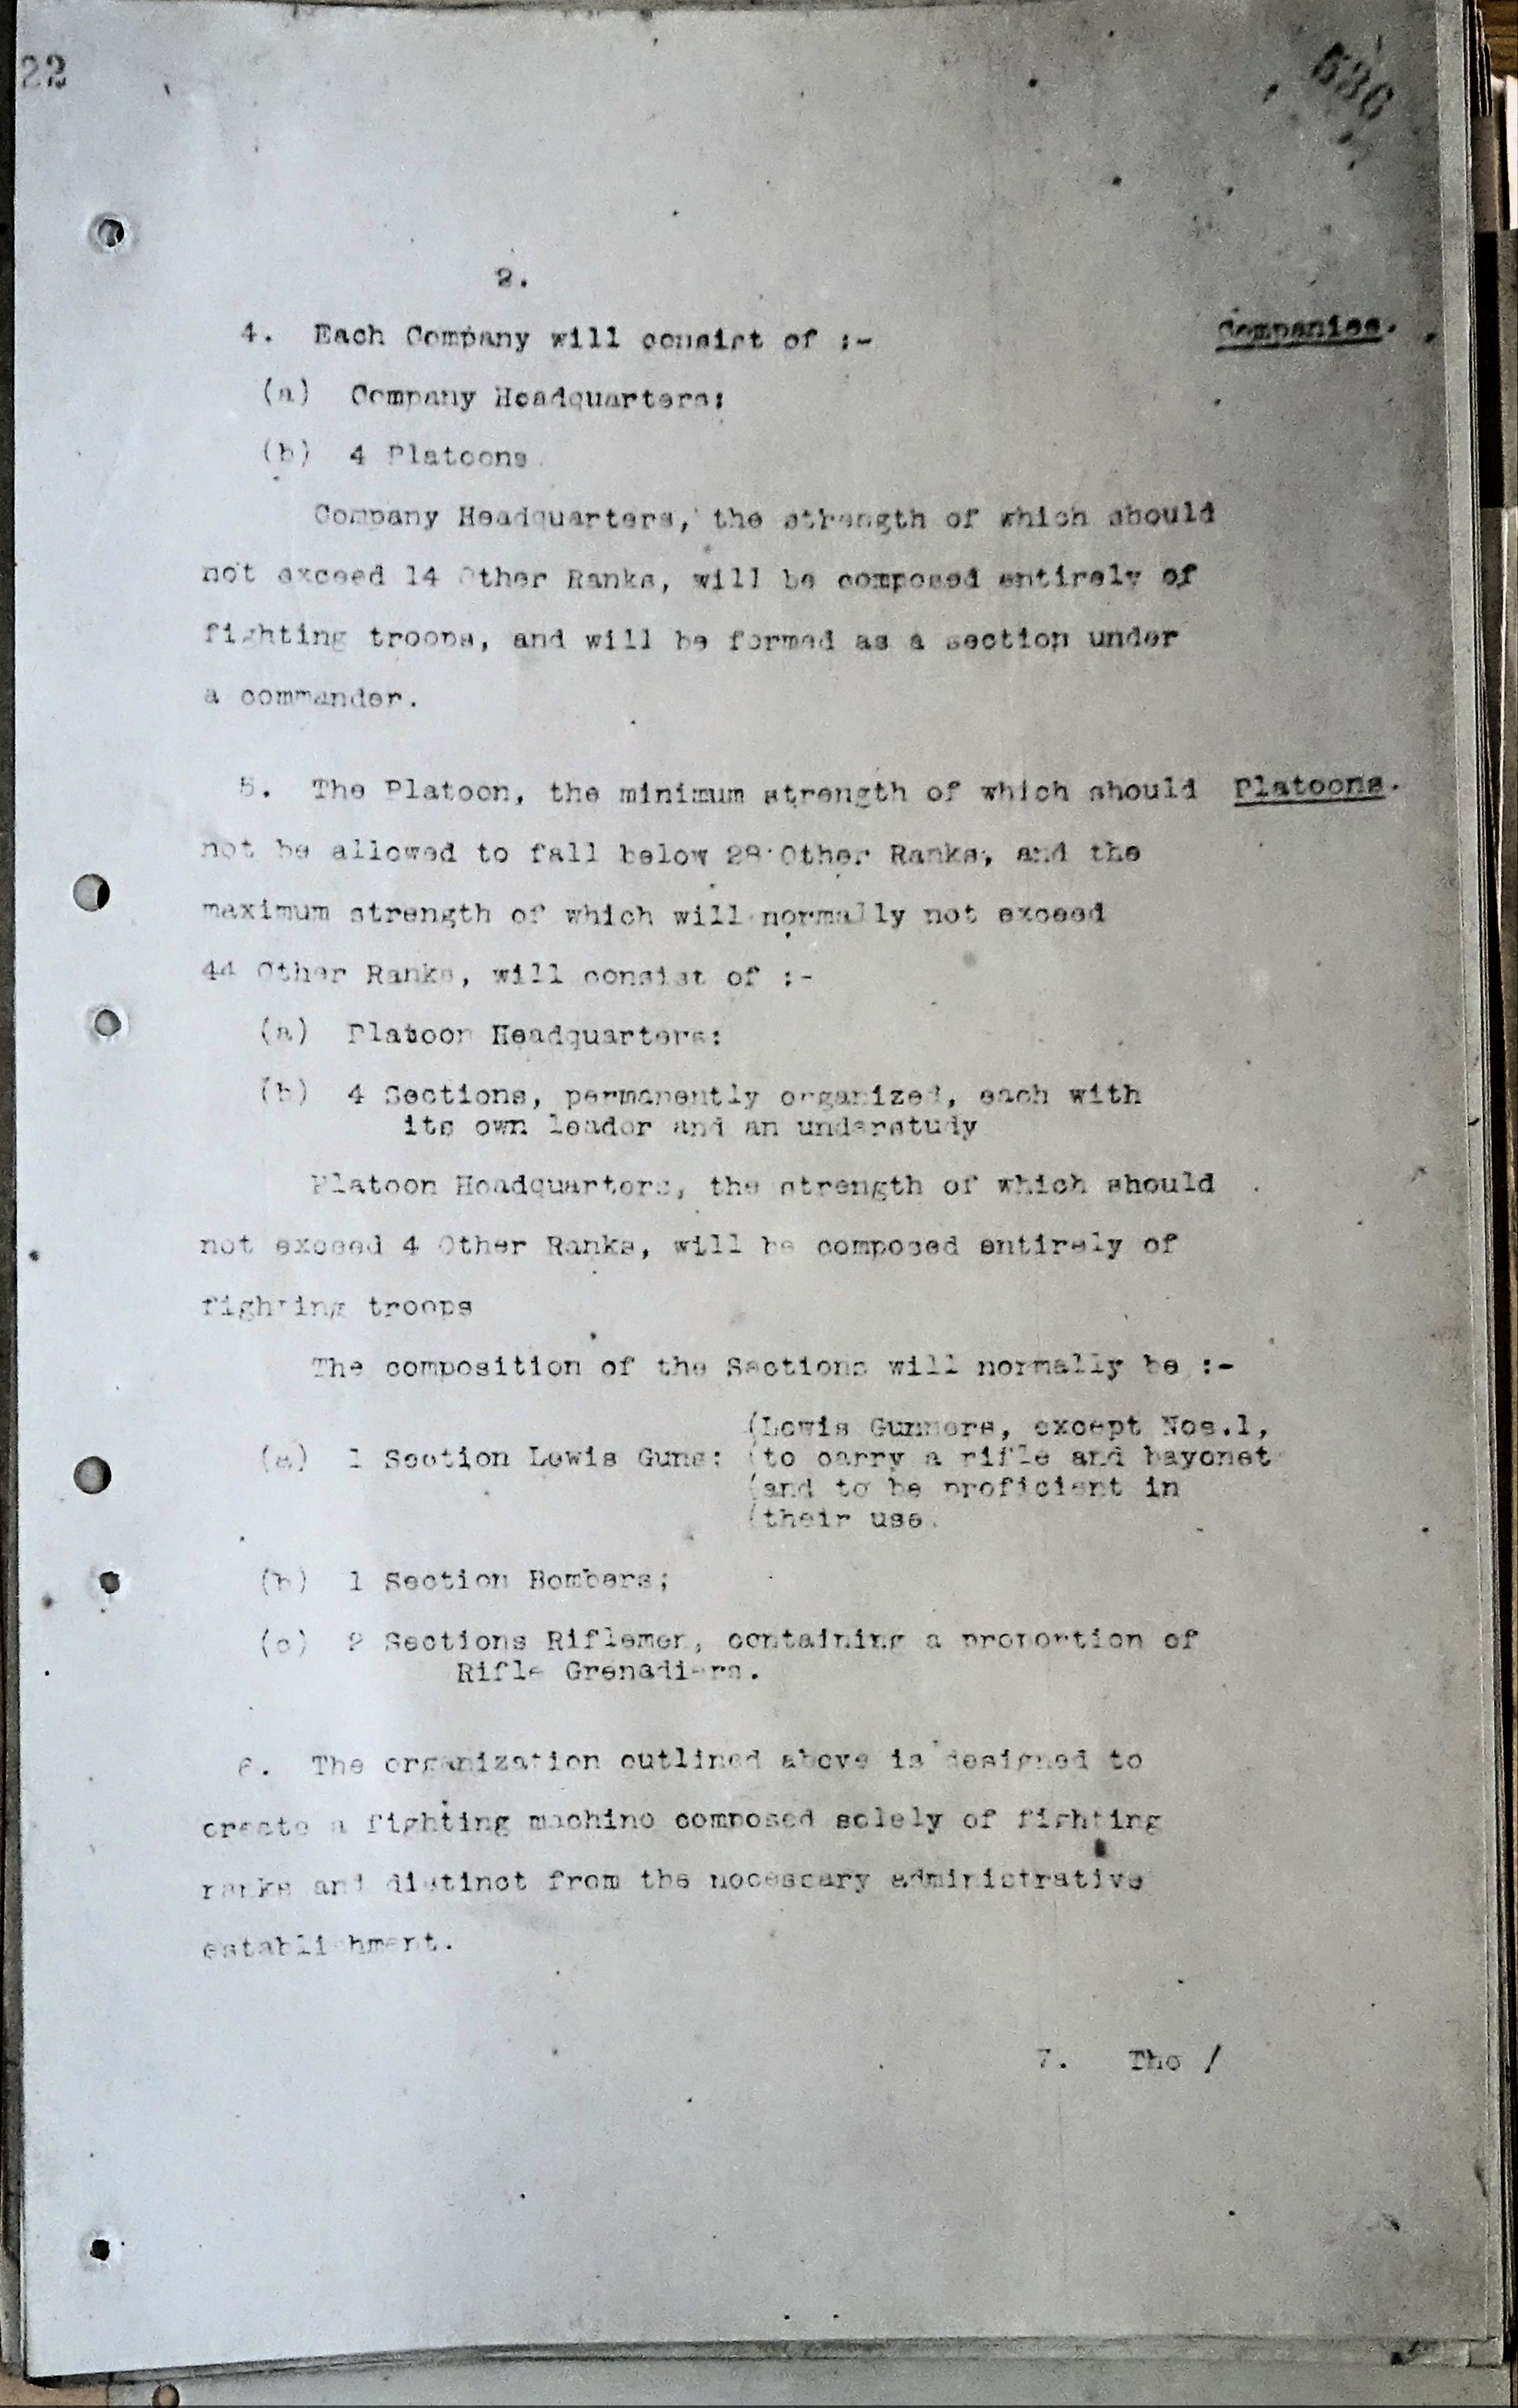 22
536
2.
4. Each Company will consist of :- Companies.
(a) Company Headquarters;
(b) 4 Platoons.
Company Headquarters, the strength of which should
not exceed 14 Other Ranks, will be composed entirely of
fighting troops, and will be formed as a section under
a commander.
5. The Platoon, the minimum strength of which should Platoons.
not be allowed to fall below 28 Other Ranks, and the
maximum strength of which will normally not exceed
44 Other Ranks, will consist of :-
(a) Platoon Headquarters:
(b) 4 Sections, permanently organized, each with
its own leader and an understudy
Platoon Headquarters, the strength of which should
not exceed 4 Other Ranks, will be composed entirely of
fighting troops
The composition of the Sections will normally be :-
(Lewis Gunners, except Nos.1,
(a) 1 Section Lewis Guns: (to carry a rifle and bayonet
(and to be proficient in
(their use.
(b) 1 Section Bombers;
(c) 2 Sections Riflemen, containing a proportion of
Rifle Grenadiers.
6. The organization outlined above is designed to
create a fighting machine composed solely of fighting
ranks and distinct from the necessary administrative
establishment.
7. The /